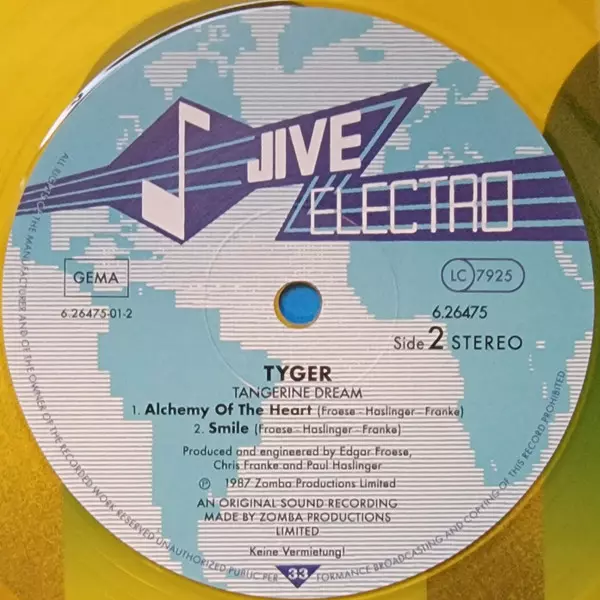 JIVE
ELECTRO
GEMA
6.26475-01-2
LC 7925
6.26475
Side 2 STEREO
TYGER
TANGERINE DREAM
1. Alchemy Of The Heart (Froese - Haslinger - Franke)
2. Smile (Froese - Haslinger - Franke)
Produced and engineered by Edgar Froese,
Chris Franke and Paul Haslinger
Ⓟ 1987 Zomba Productions Limited
AN ORIGINAL SOUND RECORDING
MADE BY ZOMBA PRODUCTIONS
LIMITED
Keine Vermietung!
33
ALL RIGHTS OF THE MANUFACTURER AND OF THE OWNER OF THE RECORDED WORK RESERVED UNAUTHORIZED PUBLIC PERFORMANCE BROADCASTING AND COPYING OF THIS RECORD PROHIBITED